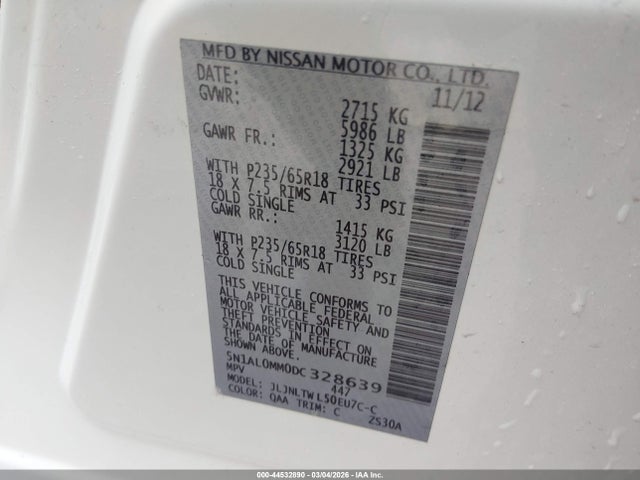 MFD BY NISSAN MOTOR CO., LTD.
DATE: 11/12
GVWR: 2715 KG
5986 LB
GAWR FR.: 1325 KG
2921 LB
WITH P235/65R18 TIRES
18 X 7.5 RIMS AT 33 PSI
COLD SINGLE
GAWR RR.: 1415 KG
3120 LB
WITH P235/65R18 TIRES
18 X 7.5 RIMS AT 33 PSI
COLD SINGLE
THIS VEHICLE CONFORMS TO
ALL APPLICABLE FEDERAL
MOTOR VEHICLE SAFETY AND
THEFT PREVENTION
STANDARDS IN EFFECT ON
THE DATE OF MANUFACTURE
SHOWN ABOVE.
5N1AL0MM0DC328639
MPV 447
MODEL: JLJNLTWL50EU7C-C
COLOR: QAA TRIM: C ZS30A
000-44532890 - 03/04/2026 - IAAI.COM